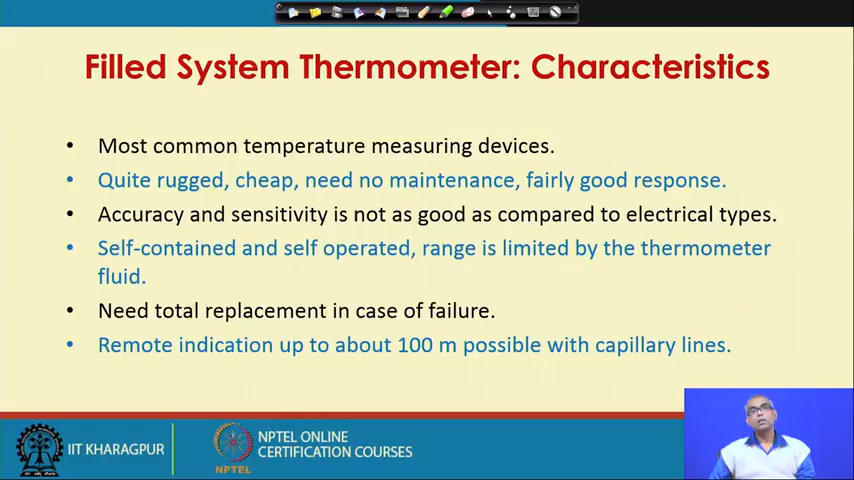 Filled System Thermometer: Characteristics
• Most common temperature measuring devices.
• Quite rugged, cheap, need no maintenance, fairly good response.
• Accuracy and sensitivity is not as good as compared to electrical types.
• Self-contained and self operated, range is limited by the thermometer
fluid.
• Need total replacement in case of failure.
• Remote indication up to about 100 m possible with capillary lines.
IIT KHARAGPUR
NPTEL
NPTEL ONLINE
CERTIFICATION COURSES